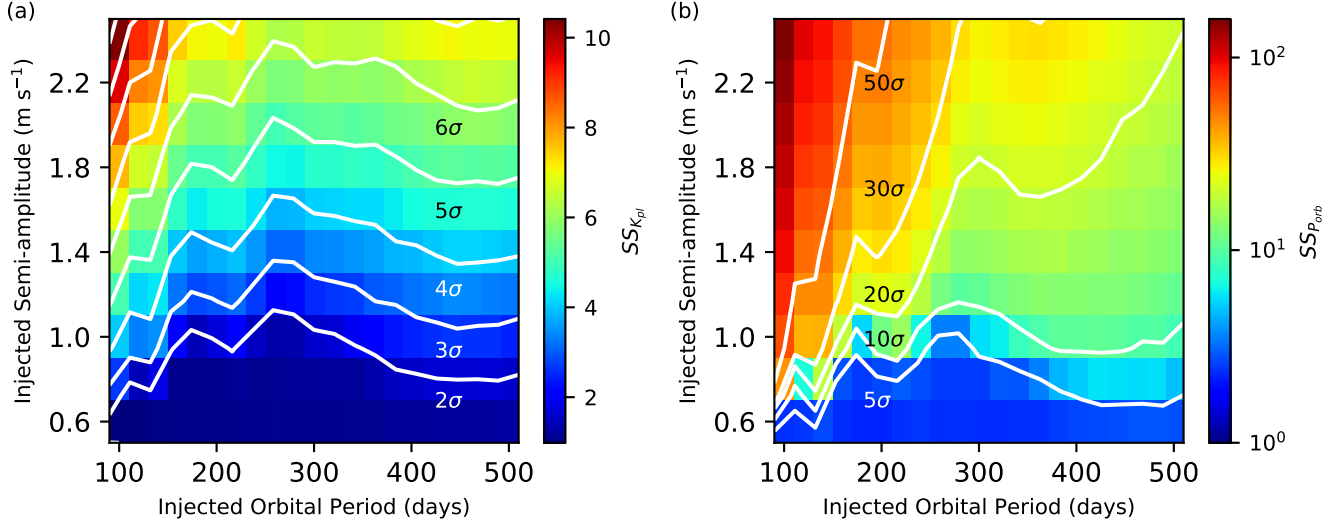 (a)
Injected Semi-amplitude (m s⁻¹)
2.2
1.8
1.4
1.0
0.6
6σ
5σ
4σ
3σ
2σ
100 200 300 400 500
Injected Orbital Period (days)
10
8
6
4
2
SS_{K_{pl}}
(b)
Injected Semi-amplitude (m s⁻¹)
2.2
1.8
1.4
1.0
0.6
50σ
30σ
20σ
10σ
5σ
100 200 300 400 500
Injected Orbital Period (days)
10²
10¹
10⁰
SS_{P_{orb}}